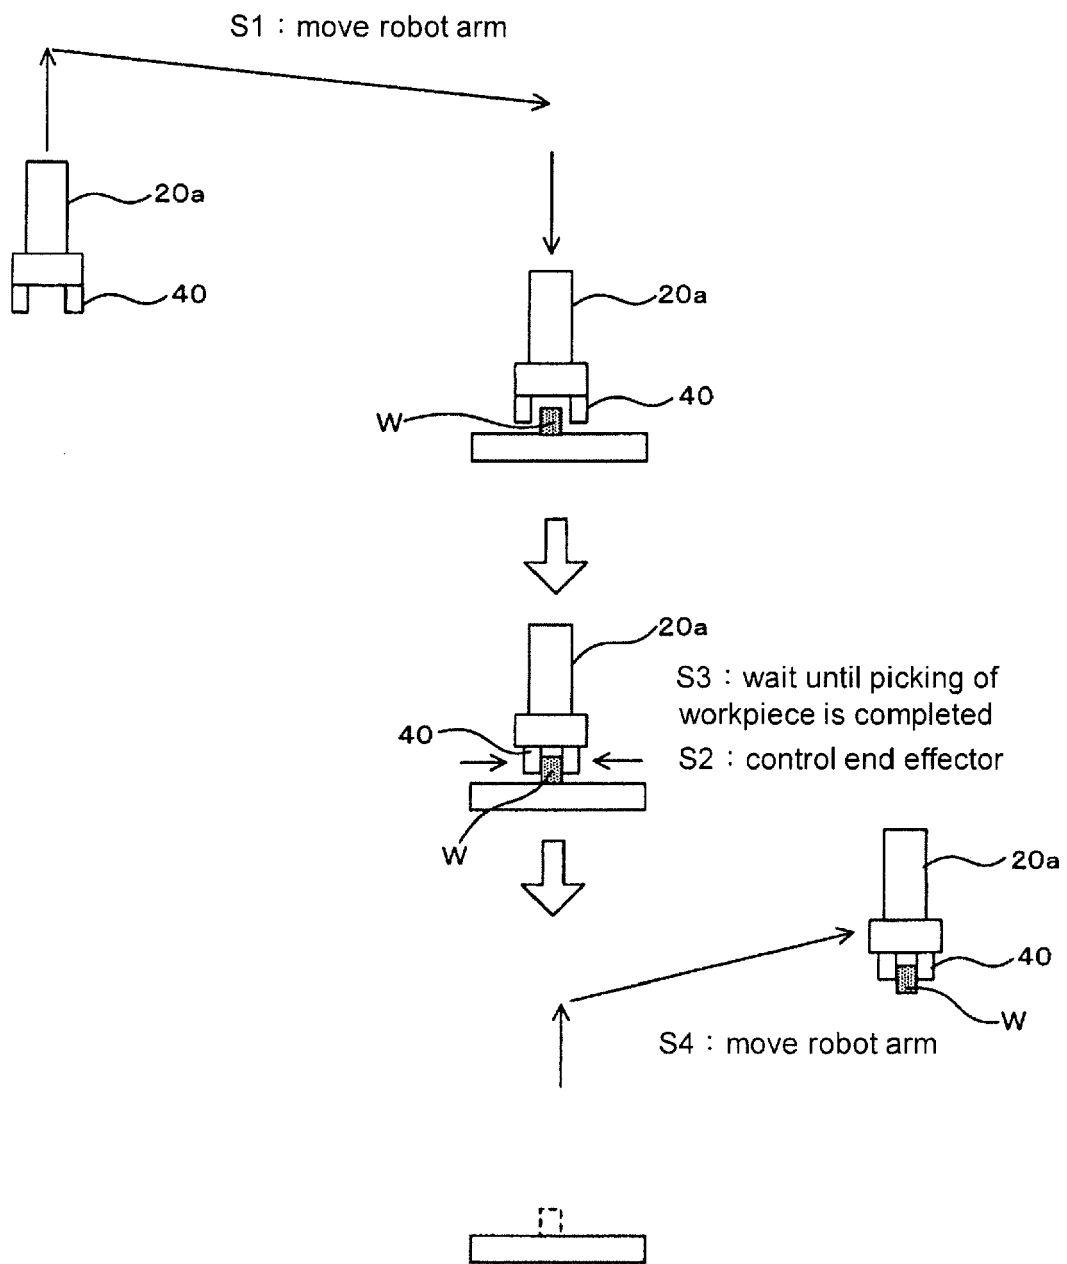 S1：move robot arm
20a
40
20a
40
W
20a
S3：wait until picking of
workpiece is completed
40
S2：control end effector
W
20a
40
W
S4：move robot arm